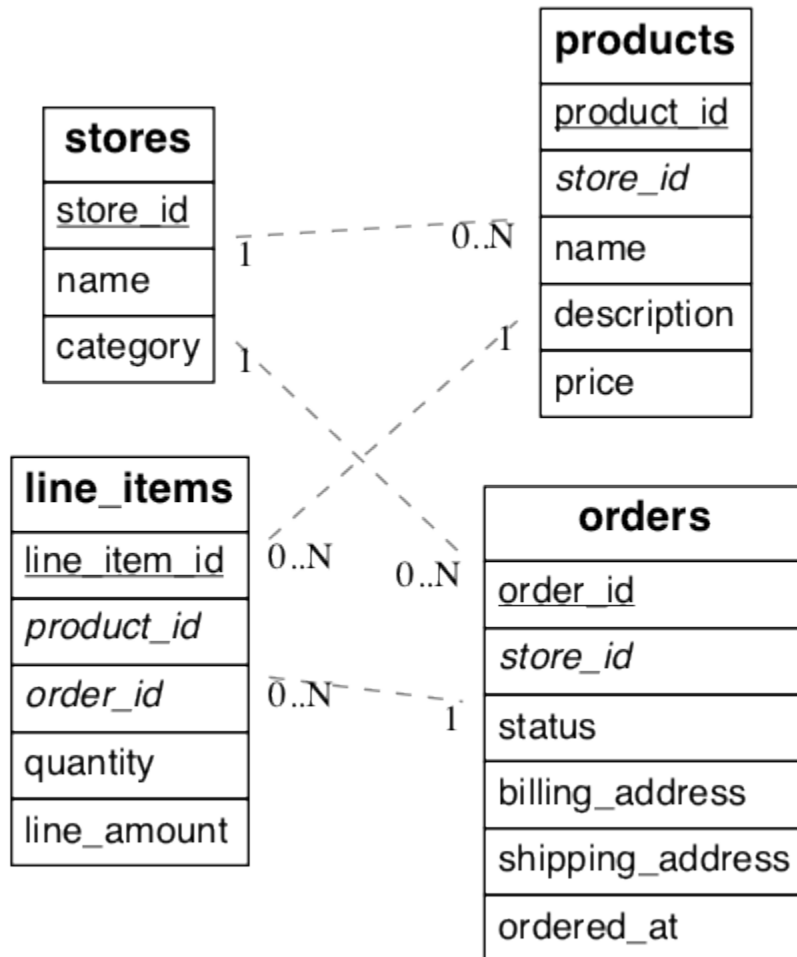 products
product_id
store_id
name
description
price
stores
store_id
name
category
1
0..N
1
0..N
1
0..N
line_items
line_item_id
product_id
order_id
quantity
line_amount
0..N
1
orders
order_id
store_id
status
billing_address
shipping_address
ordered_at